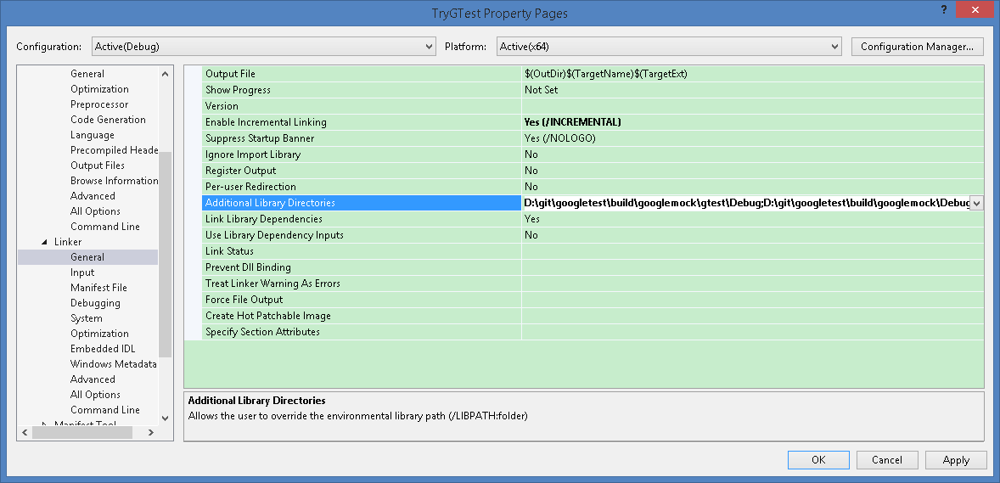 TryGTest Property Pages
?
Configuration: Active(Debug) Platform: Active(x64) Configuration Manager...
General
Optimization
Preprocessor
Code Generation
Language
Precompiled Heade
Output Files
Browse Information
Advanced
All Options
Command Line
Linker
General
Input
Manifest File
Debugging
System
Optimization
Embedded IDL
Windows Metadata
Advanced
All Options
Command Line
Manifest Tool
Output File $(OutDir)$(TargetName)$(TargetExt)
Show Progress Not Set
Version
Enable Incremental Linking Yes (/INCREMENTAL)
Suppress Startup Banner Yes (/NOLOGO)
Ignore Import Library No
Register Output No
Per-user Redirection No
Additional Library Directories D:\git\googletest\build\googlemock\gtest\Debug;D:\git\googletest\build\googlemock\Debug
Link Library Dependencies Yes
Use Library Dependency Inputs No
Link Status
Prevent Dll Binding
Treat Linker Warning As Errors
Force File Output
Create Hot Patchable Image
Specify Section Attributes
Additional Library Directories
Allows the user to override the environmental library path (/LIBPATH:folder)
OK Cancel Apply